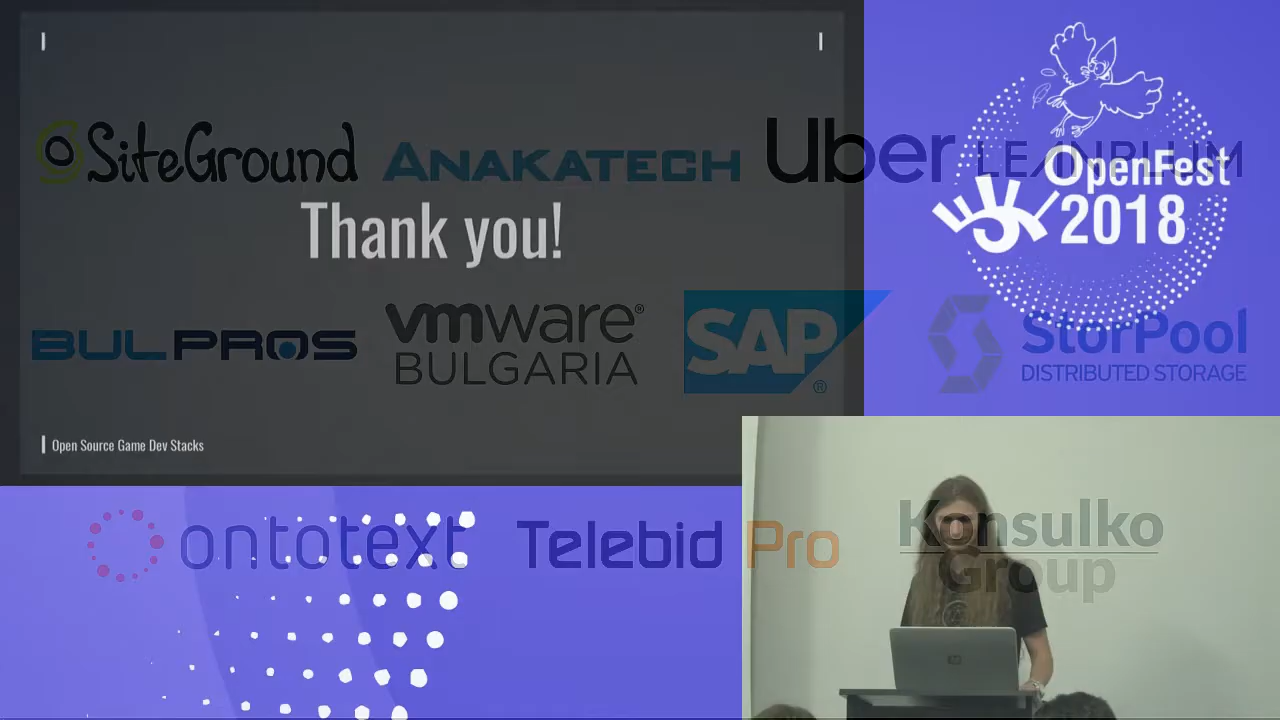 SiteGround
ANAKATECH
Uber
LEANPLUM
OpenFest
2018
Thank you!
BULPROS
vmware®
BULGARIA
SAP®
StorPool
DISTRIBUTED STORAGE
Open Source Game Dev Stacks
ontotext
Telebid Pro
Konsulko
Group
hp